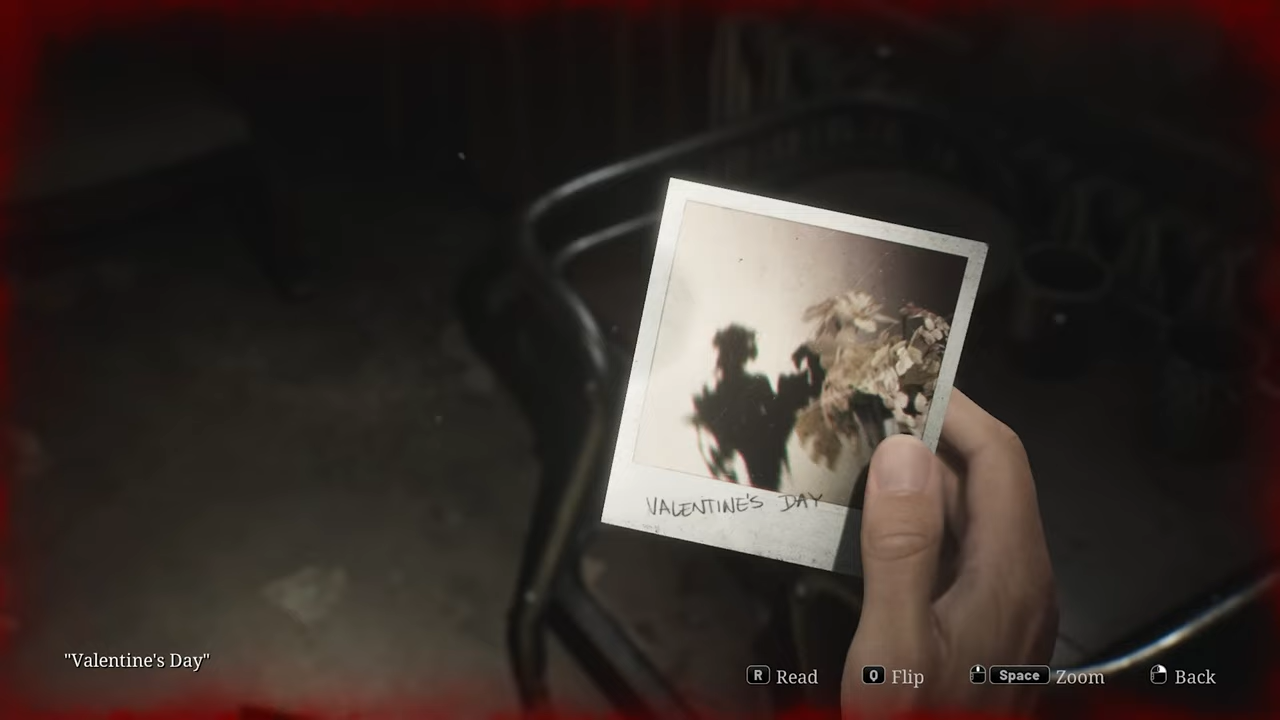 VALENTINE'S DAY
"Valentine's Day"
R Read
Q Flip
Space Zoom
Back